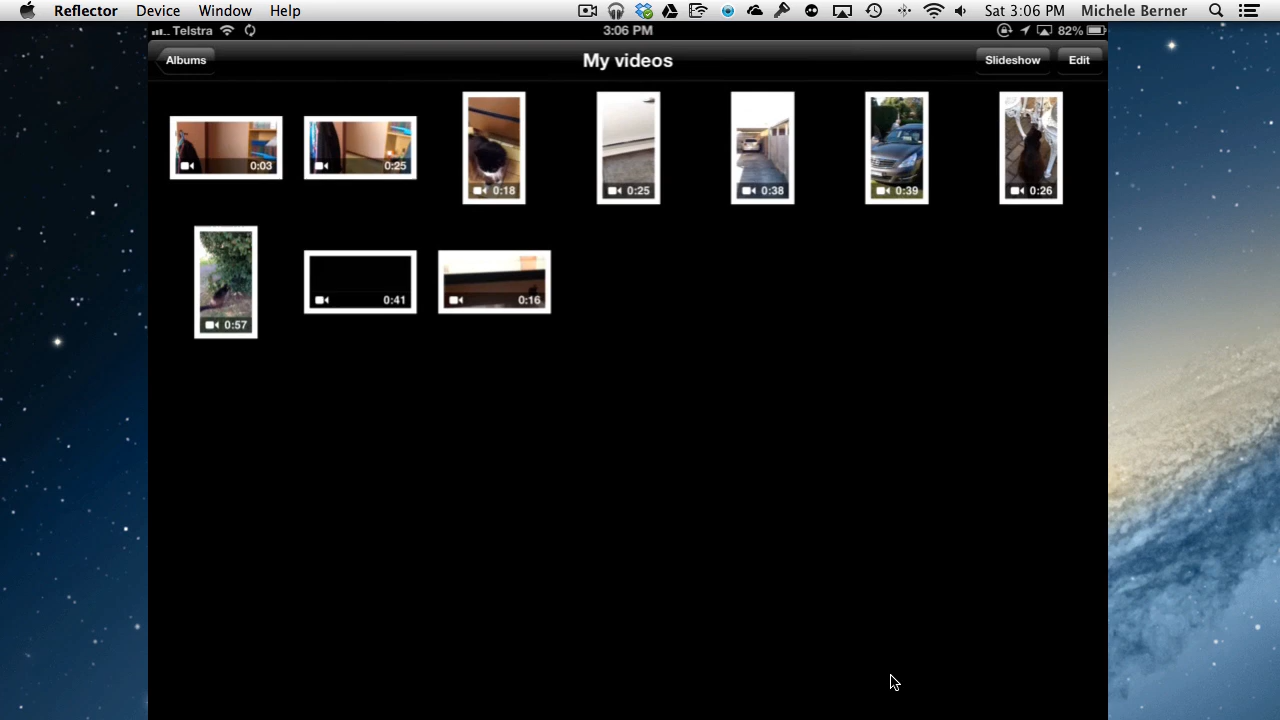 Reflector Device Window Help Sat 3:06 PM Michele Berner
Telstra 3:06 PM 82%
Albums My videos Slideshow Edit
0:03 0:25 0:18 0:25 0:38 0:39 0:26
0:57 0:41 0:16